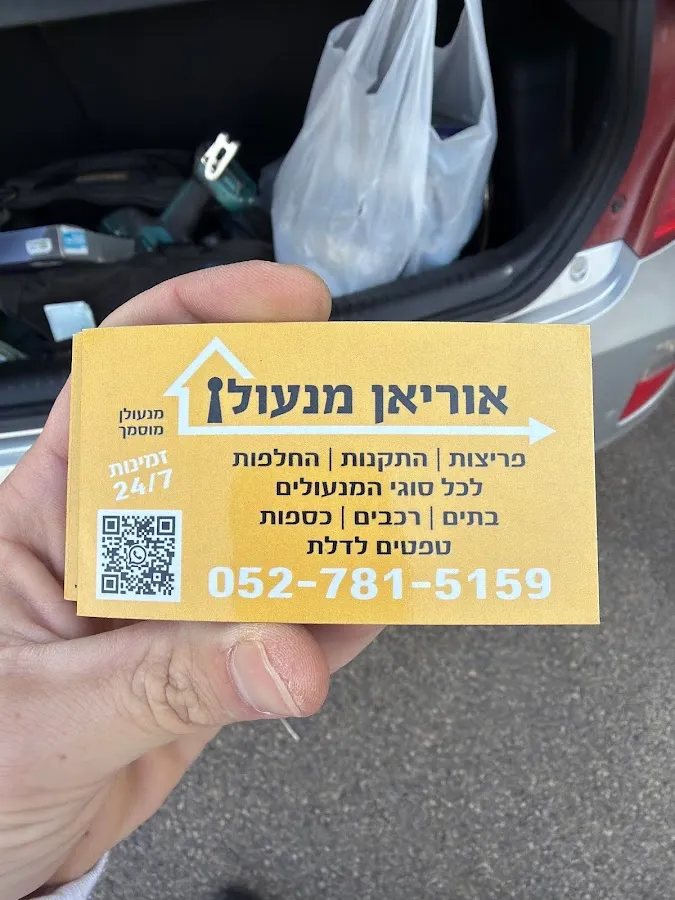 אוריאן מנעולן
מנעולן
מוסמך
זמינות
24/7
פריצות | התקנות | החלפות
לכל סוגי המנעולים
בתים | רכבים | כספות
טפטים לדלת
052-781-5159